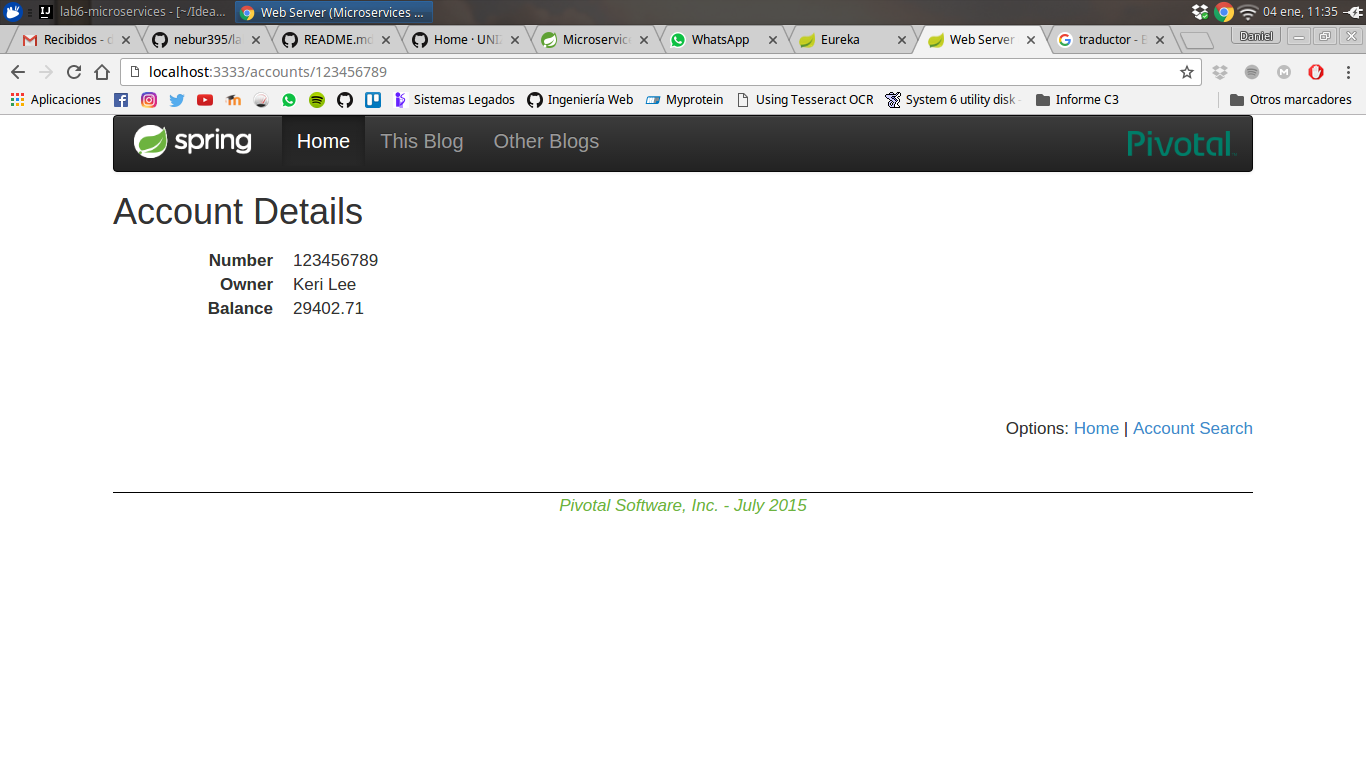 lab6-microservices - [~/Idea... Web Server (Microservices ... 04 ene, 11:35
Recibidos - d nebur395/la README.md Home · UNI Microservice WhatsApp Eureka Web Server traductor - B Daniel
localhost:3333/accounts/123456789
Aplicaciones Sistemas Legados Ingeniería Web Myprotein Using Tesseract OCR System 6 utility disk - Informe C3 Otros marcadores
spring Home This Blog Other Blogs Pivotal
Account Details
Number 123456789
Owner Keri Lee
Balance 29402.71
Options: Home | Account Search
Pivotal Software, Inc. - July 2015